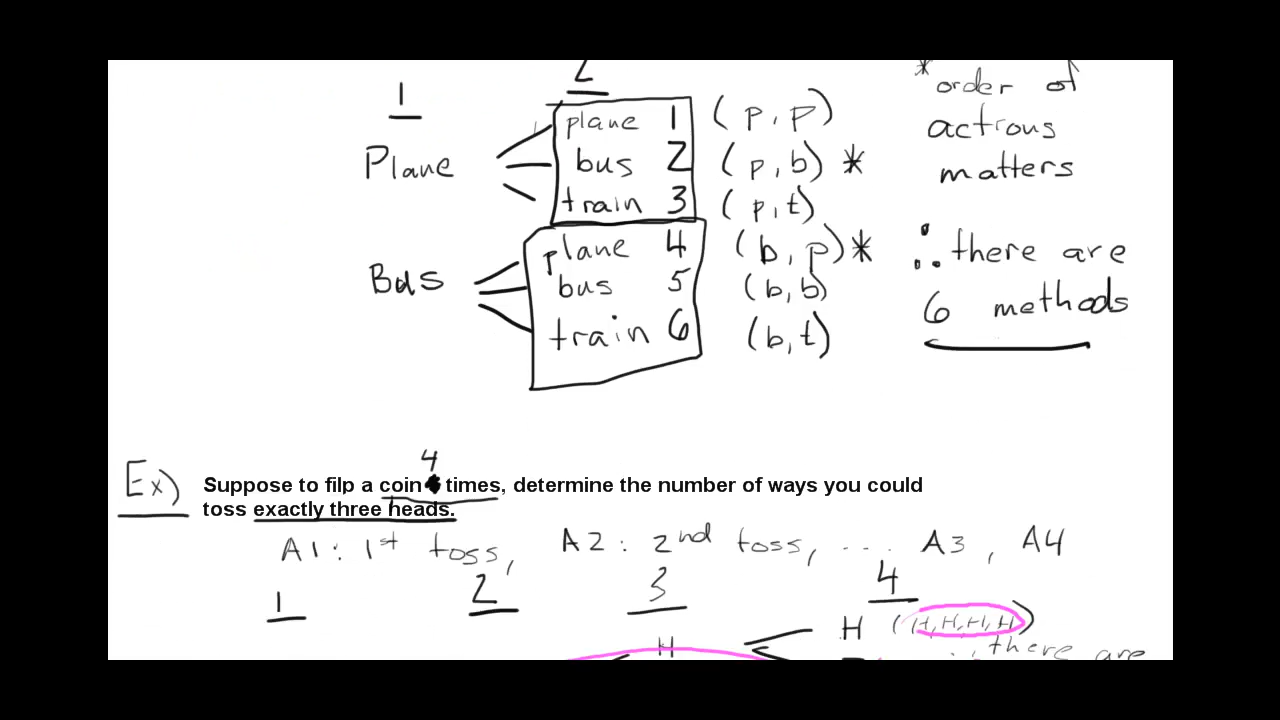 1 2
Plane
plane 1 (p, p)
bus 2 (p, b) *
train 3 (p, t)
Bus
plane 4 (b, p) *
bus 5 (b, b)
train 6 (b, t)
* order of
actions
matters
∴ there are
6 methods
4
Ex) Suppose to filp a coin times, determine the number of ways you could
toss exactly three heads.
A1: 1st toss, A2: 2nd toss, ... A3, A4
1 2 3 4
H H (H, H, H, H)
∴ there are